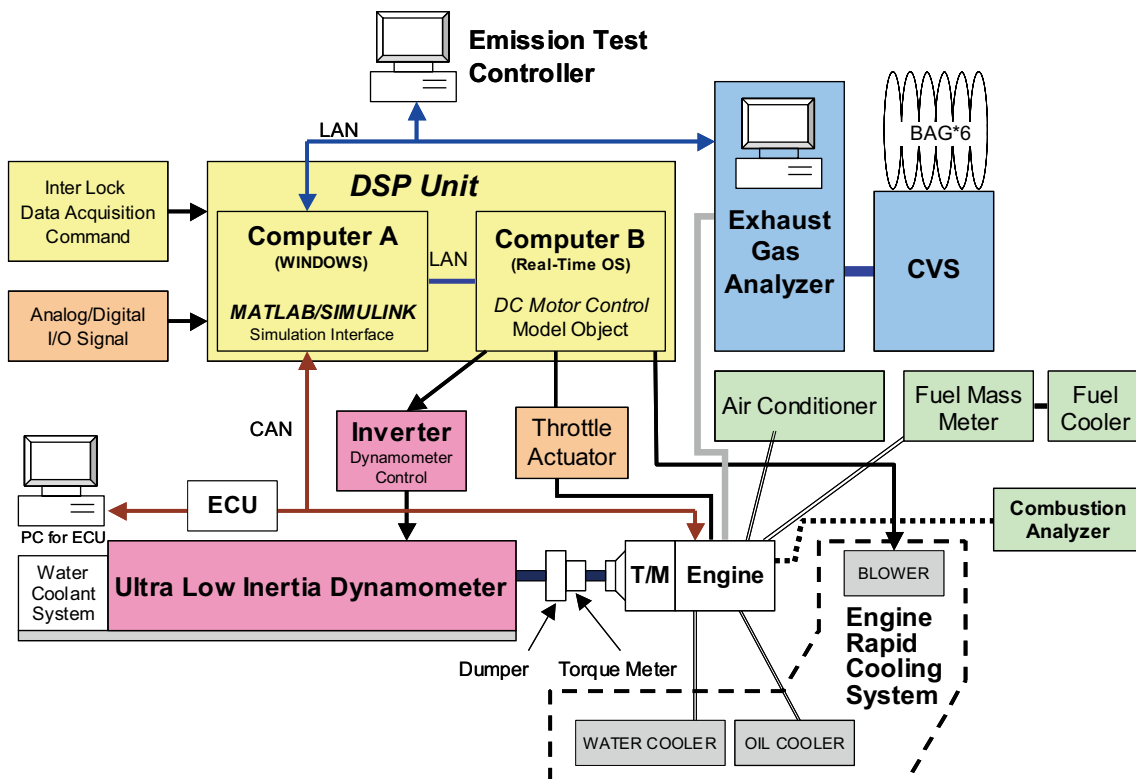 Emission Test
Controller
LAN
BAG*6
Inter Lock
Data Acquisition
Command
DSP Unit
Computer A
(WINDOWS)
MATLAB/SIMULINK
Simulation Interface
LAN
Computer B
(Real-Time OS)
DC Motor Control
Model Object
Exhaust
Gas
Analyzer
CVS
Analog/Digital
I/O Signal
CAN
Inverter
Dynamometer
Control
Throttle
Actuator
Air Conditioner
Fuel Mass
Meter
Fuel
Cooler
PC for ECU
ECU
Combustion
Analyzer
Water
Coolant
System
Ultra Low Inertia Dynamometer
T/M
Engine
BLOWER
Engine
Rapid
Cooling
System
Dumper
Torque Meter
WATER COOLER
OIL COOLER